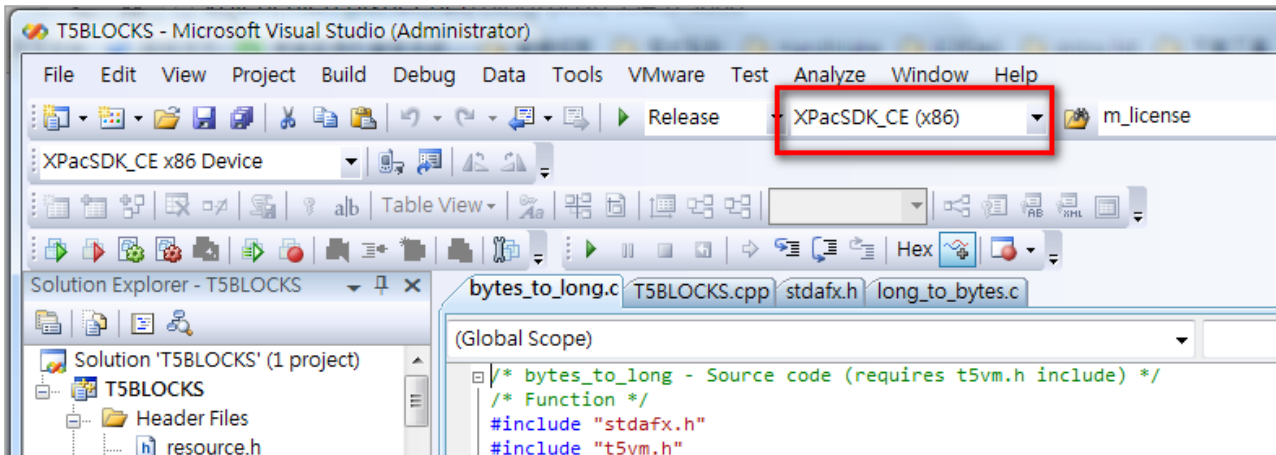 T5BLOCKS - Microsoft Visual Studio (Administrator)
File Edit View Project Build Debug Data Tools VMware Test Analyze Window Help
Release XPacSDK_CE (x86) m_license
XPacSDK_CE x86 Device
ab Table View
Hex
Solution Explorer - T5BLOCKS
bytes_to_long.c T5BLOCKS.cpp stdafx.h long_to_bytes.c
(Global Scope)
Solution 'T5BLOCKS' (1 project)
T5BLOCKS
Header Files
resource.h
/* bytes_to_long - Source code (requires t5vm.h include) */
/* Function */
#include "stdafx.h"
#include "t5vm.h"